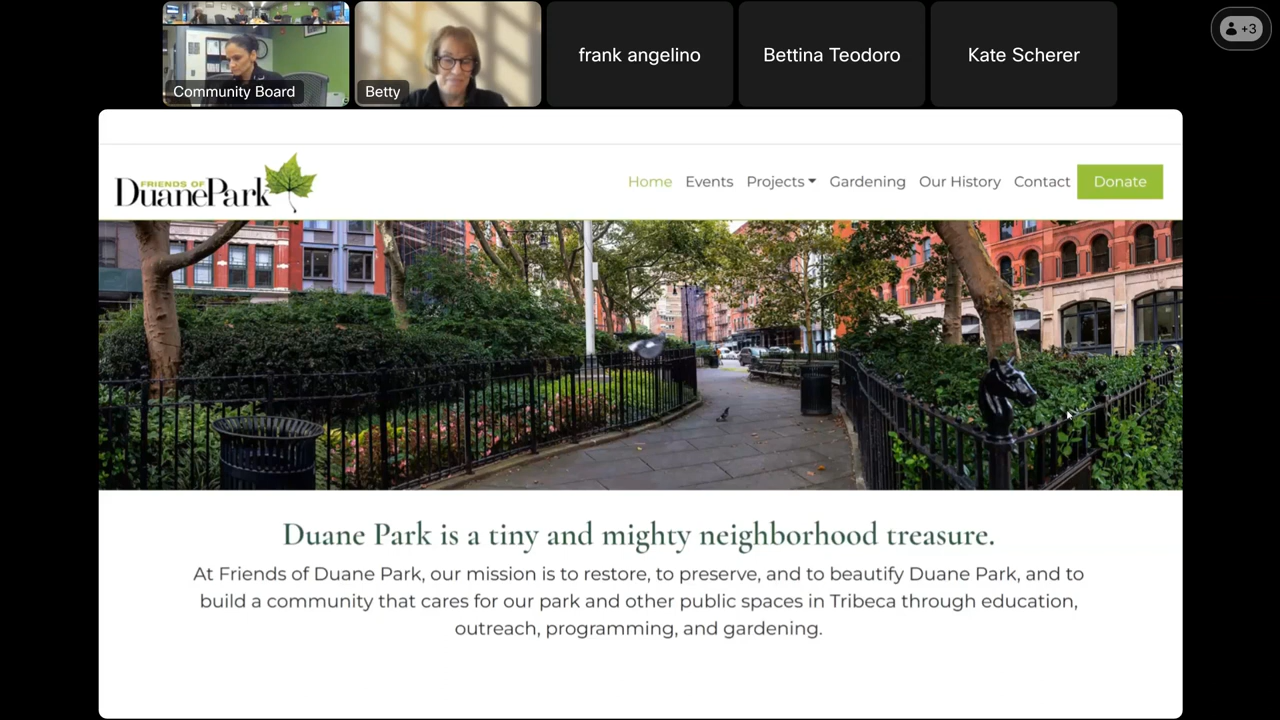 Community Board
Betty
frank angelino
Bettina Teodoro
Kate Scherer
+3
FRIENDS OF
DuanePark
Home
Events
Projects
Gardening
Our History
Contact
Donate
Duane Park is a tiny and mighty neighborhood treasure.
At Friends of Duane Park, our mission is to restore, to preserve, and to beautify Duane Park, and to
build a community that cares for our park and other public spaces in Tribeca through education,
outreach, programming, and gardening.